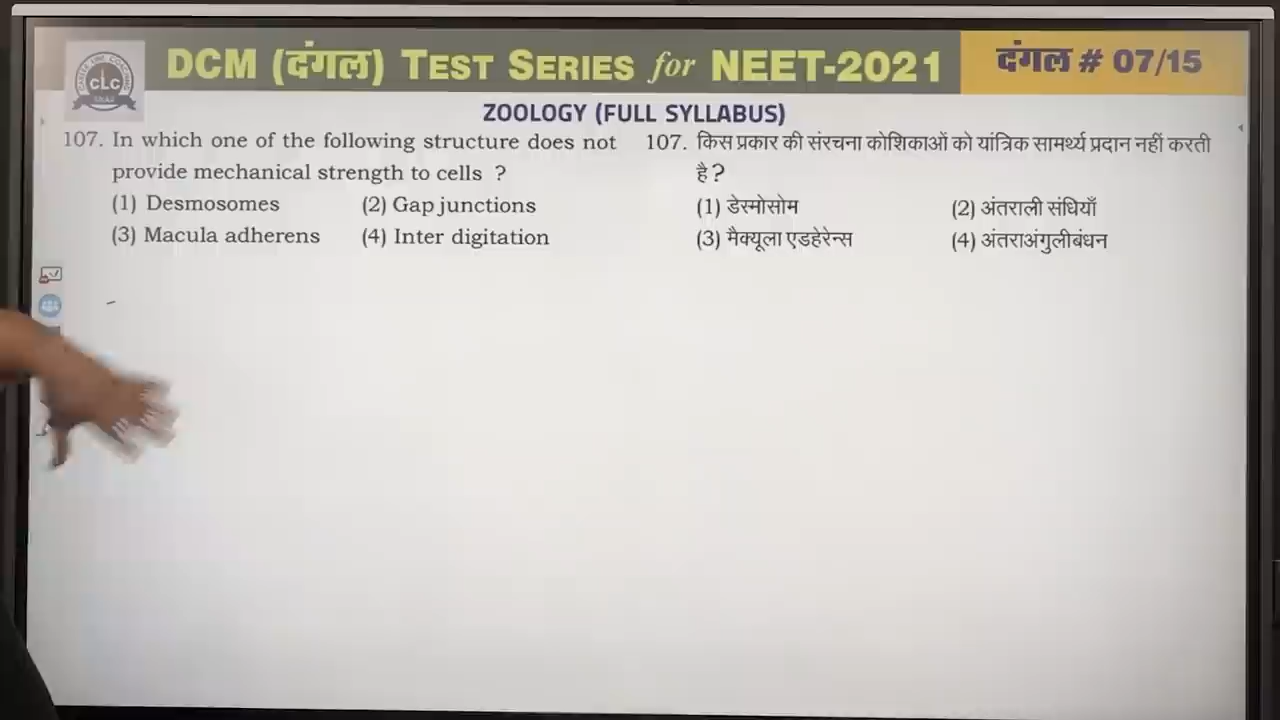 DCM (दंगल) TEST SERIES for NEET-2021
दंगल # 07/15
CLC
ZOOLOGY (FULL SYLLABUS)
107. In which one of the following structure does not
provide mechanical strength to cells ?
(1) Desmosomes (2) Gap junctions
(3) Macula adherens (4) Inter digitation
107. किस प्रकार की संरचना कोशिकाओं को यांत्रिक सामर्थ्य प्रदान नहीं करती
है ?
(1) डेस्मोसोम (2) अंतराली संधियाँ
(3) मैक्यूला एडहेरेन्स (4) अंतराअंगुलीबंधन